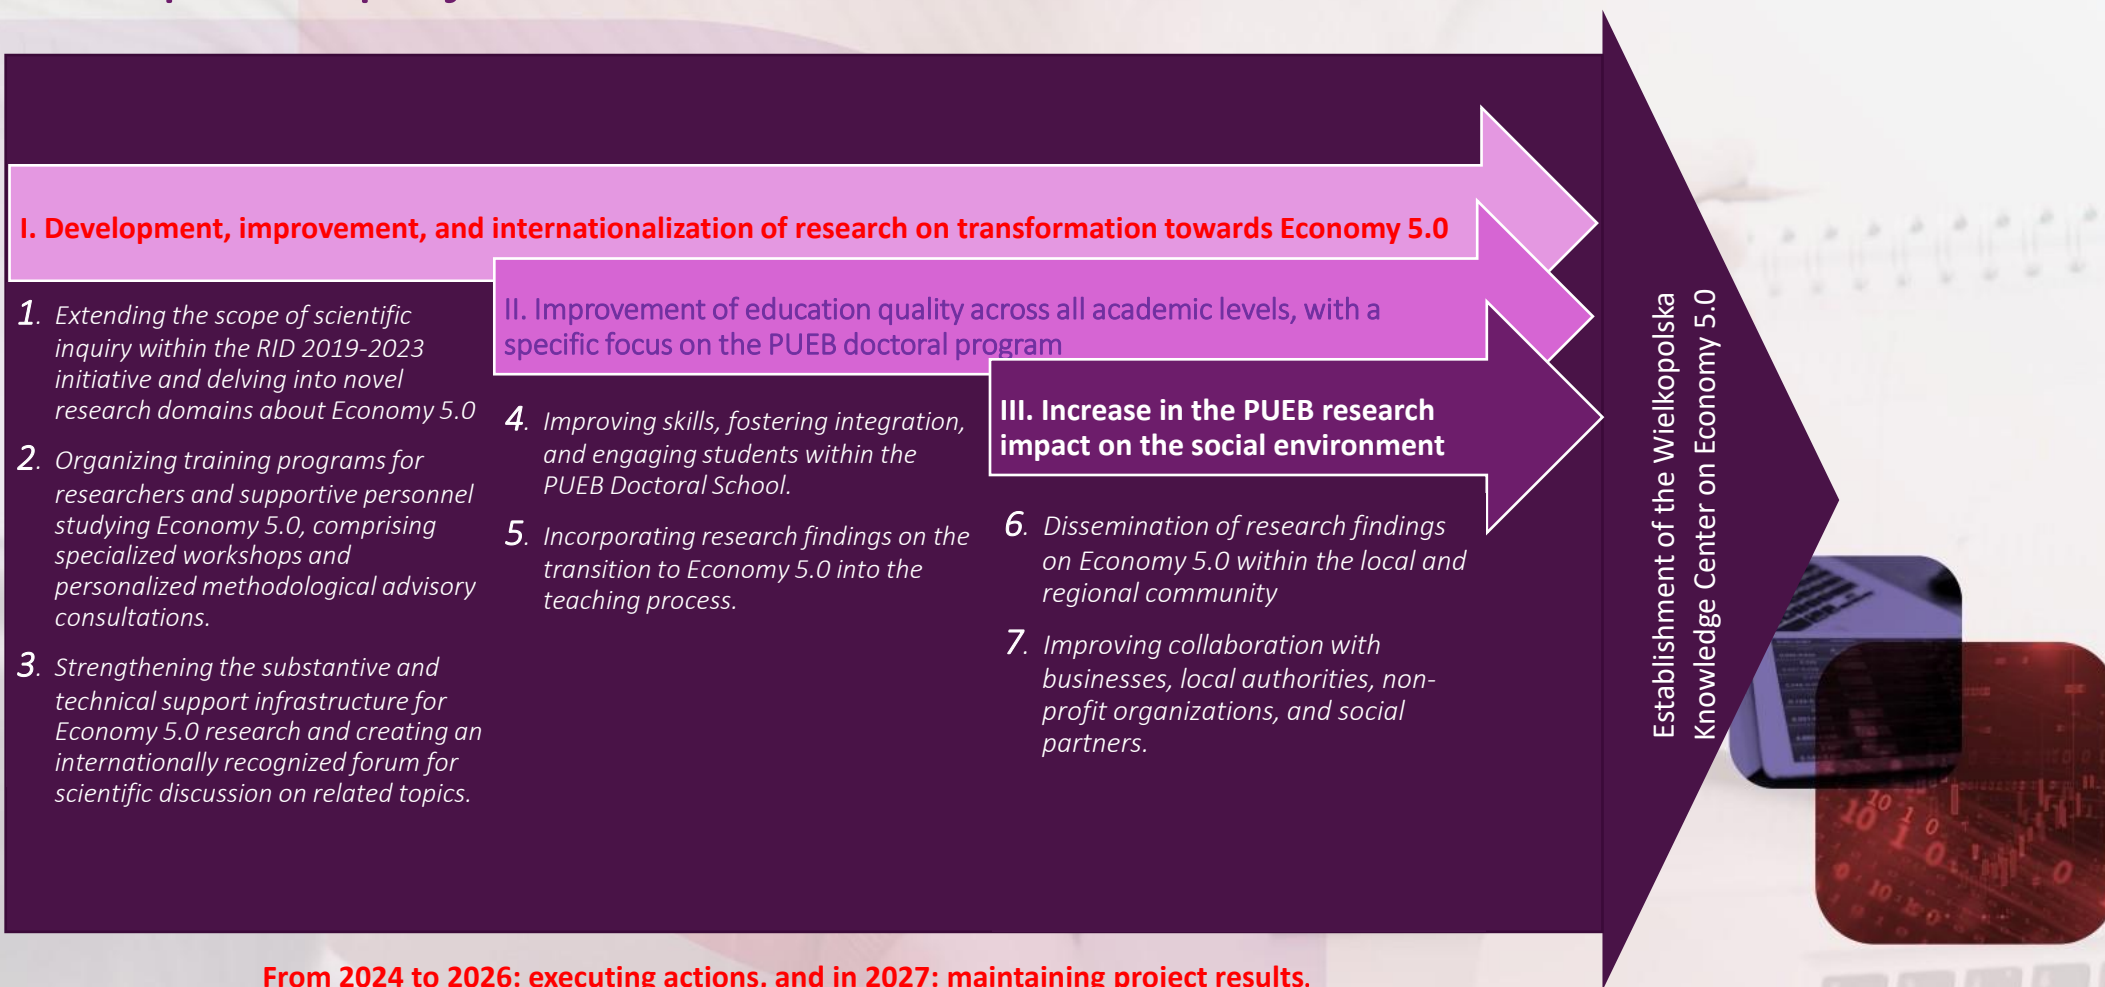 I. Development, improvement, and internationalization of research on transformation towards Economy 5.0
1. Extending the scope of scientific
inquiry within the RID 2019-2023
initiative and delving into novel
research domains about Economy 5.0
2. Organizing training programs for
researchers and supportive personnel
studying Economy 5.0, comprising
specialized workshops and
personalized methodological advisory
consultations.
3. Strengthening the substantive and
technical support infrastructure for
Economy 5.0 research and creating an
internationally recognized forum for
scientific discussion on related topics.
II. Improvement of education quality across all academic levels, with a
specific focus on the PUEB doctoral program
4. Improving skills, fostering integration,
and engaging students within the
PUEB Doctoral School.
5. Incorporating research findings on the
transition to Economy 5.0 into the
teaching process.
III. Increase in the PUEB research
impact on the social environment
6. Dissemination of research findings
on Economy 5.0 within the local and
regional community
7. Improving collaboration with
businesses, local authorities, non-
profit organizations, and social
partners.
Establishment of the Wielkopolska
Knowledge Center on Economy 5.0
From 2024 to 2026: executing actions, and in 2027: maintaining project results.